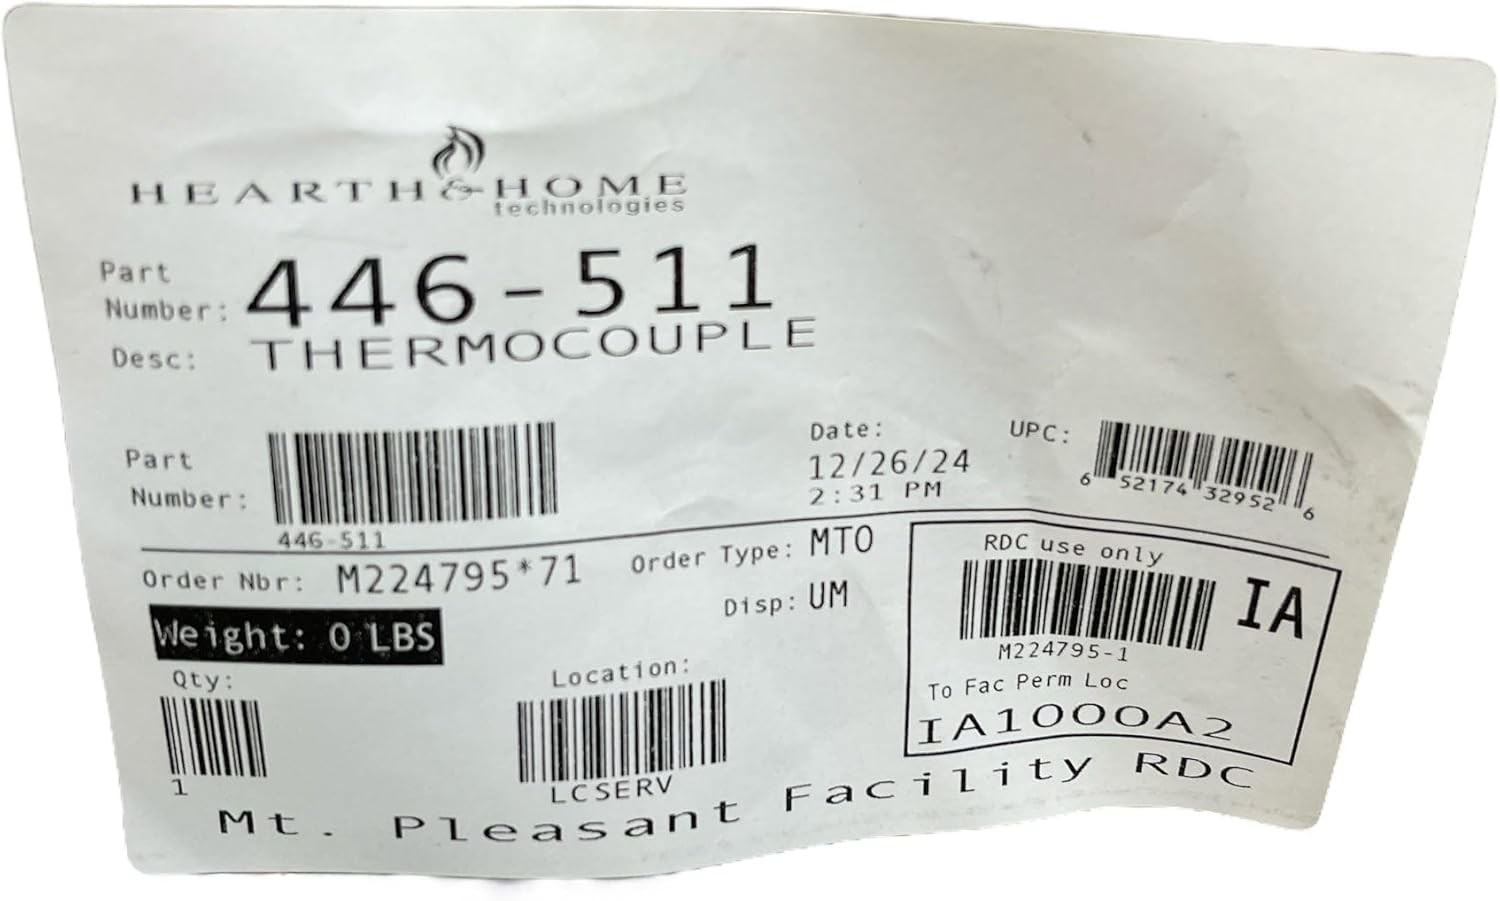 HEARTH & HOME
technologies
Part
Number: 446-511
Desc: THERMOCOUPLE
Part
Number:
446-511
Date:
12/26/24
2:31 PM
UPC:
6 52174 32952 6
Order Nbr: M224795*71
Order Type: MTO
Disp: UM
Weight: 0 LBS
Qty:
1
Location:
LCSERV
RDC use only
IA
M224795-1
To Fac Perm Loc
IA1000A2
Mt. Pleasant Facility RDC